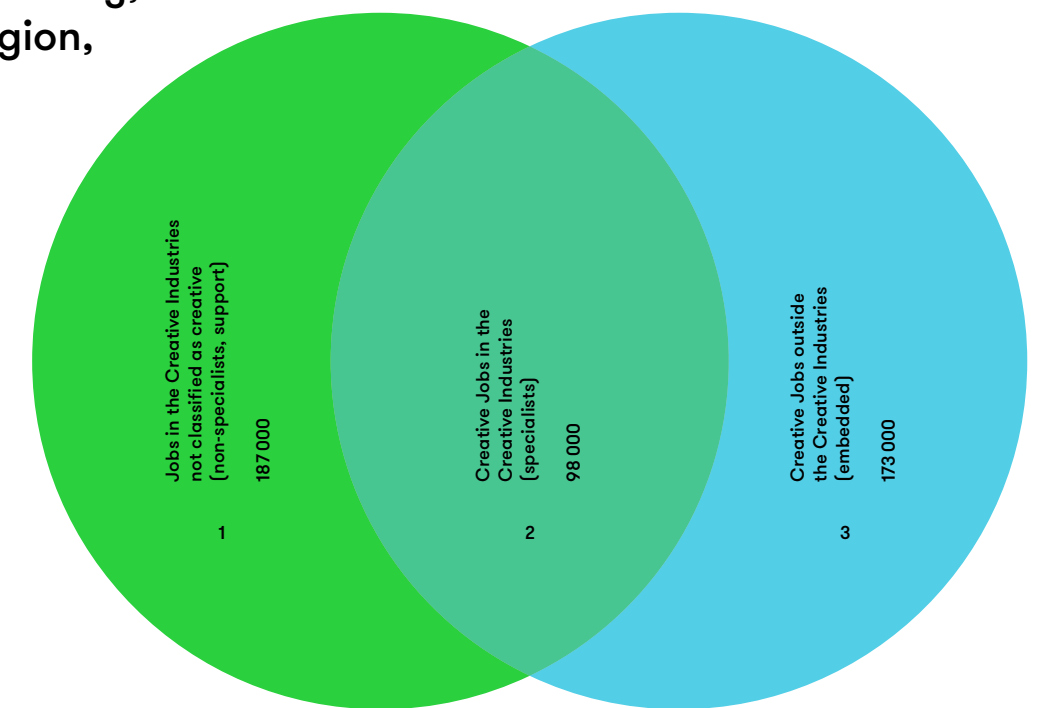 gion,
Jobs in the Creative Industries
not classified as creative
(non-specialists, support)
187 000
1
Creative Jobs in the
Creative Industries
(specialists)
98 000
2
Creative Jobs outside
the Creative Industries
(embedded)
173 000
3